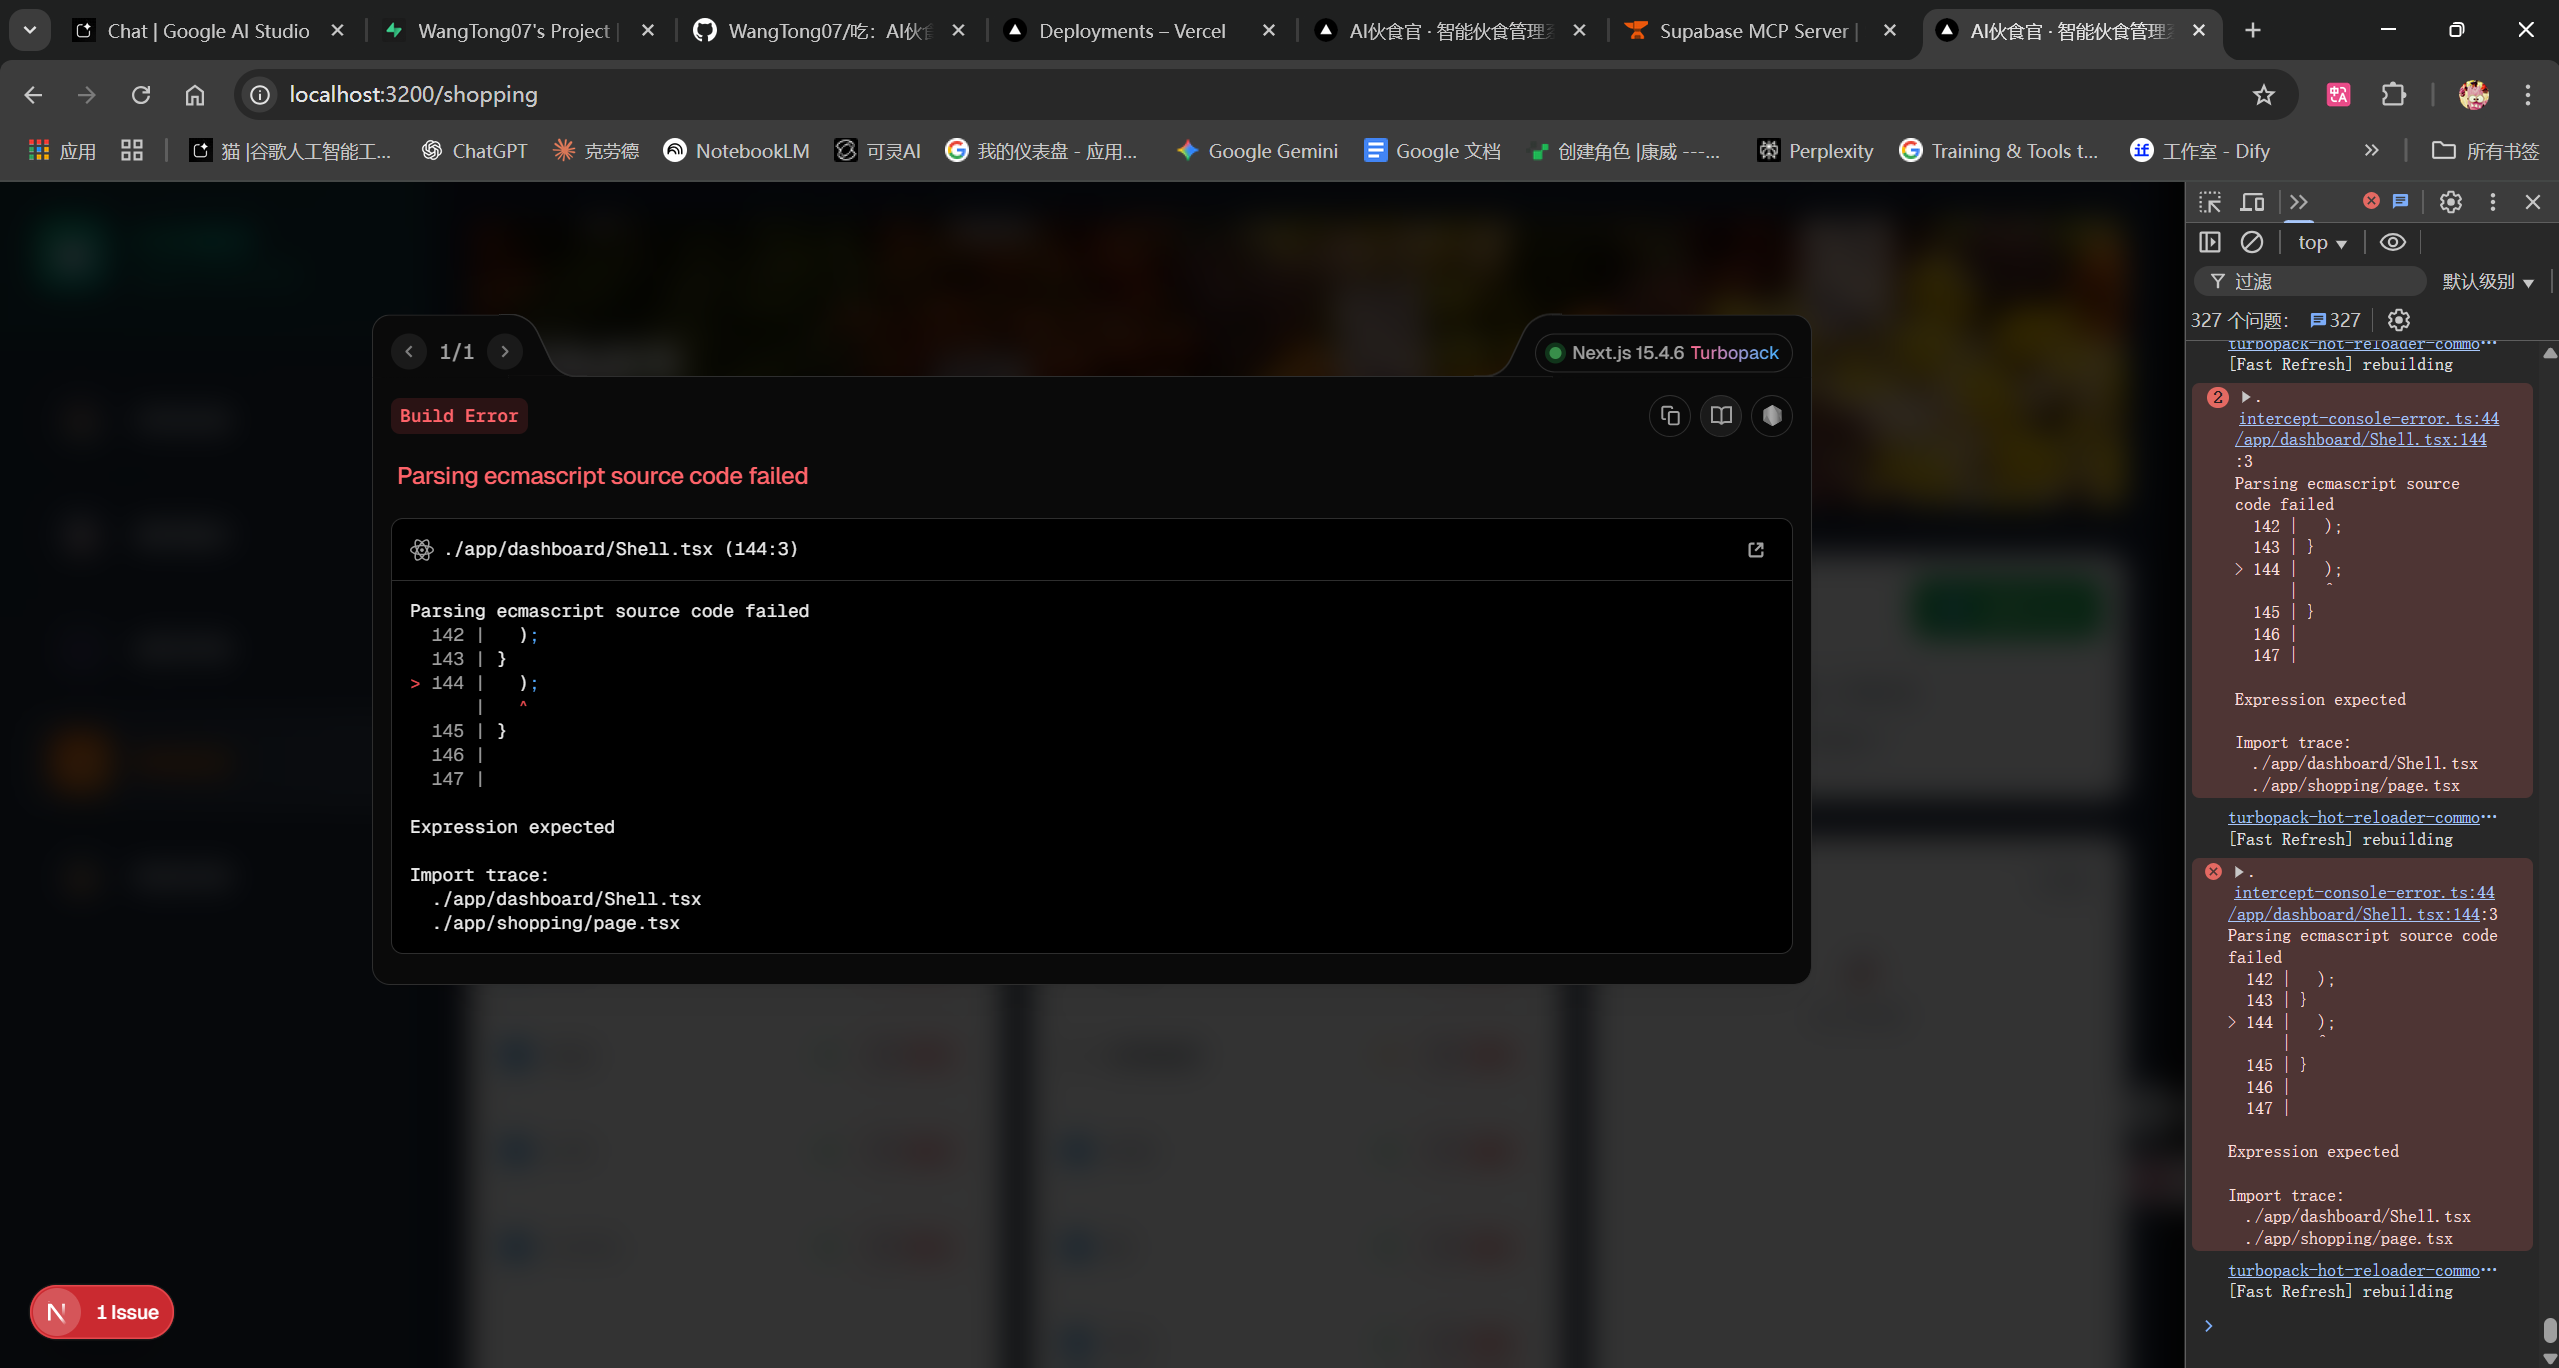 Chat | Google AI Studio
WangTong07's Project |
WangTong07/吃：AI伙食
Deployments – Vercel
AI伙食官 · 智能伙食管理系
Supabase MCP Server |
AI伙食官 · 智能伙食管理系
localhost:3200/shopping
应用
猫 |谷歌人工智能工...
ChatGPT
克劳德
NotebookLM
可灵AI
我的仪表盘 - 应用...
Google Gemini
Google 文档
创建角色 |康威 ---...
Perplexity
Training & Tools t...
工作室 - Dify
所有书签
1/1
Next.js 15.4.6 Turbopack
Build Error
Parsing ecmascript source code failed
./app/dashboard/Shell.tsx (144:3)
Parsing ecmascript source code failed
142 |   );
143 | }
> 144 |   );
|   ^
145 | }
146 |
147 |
Expression expected
Import trace:
./app/dashboard/Shell.tsx
./app/shopping/page.tsx
N 1 Issue
top
过滤
默认级别
327 个问题：
327
turbopack-hot-reloader-commo…
[Fast Refresh] rebuilding
2
.
intercept-console-error.ts:44
/app/dashboard/Shell.tsx:144
:3
Parsing ecmascript source
code failed
142 |   );
143 | }
> 144 |   );
|   ^
145 | }
146 |
147 |
Expression expected
Import trace:
./app/dashboard/Shell.tsx
./app/shopping/page.tsx
turbopack-hot-reloader-commo…
[Fast Refresh] rebuilding
.
intercept-console-error.ts:44
/app/dashboard/Shell.tsx:144:3
Parsing ecmascript source code
failed
142 |   );
143 | }
> 144 |   );
|   ^
145 | }
146 |
147 |
Expression expected
Import trace:
./app/dashboard/Shell.tsx
./app/shopping/page.tsx
turbopack-hot-reloader-commo…
[Fast Refresh] rebuilding